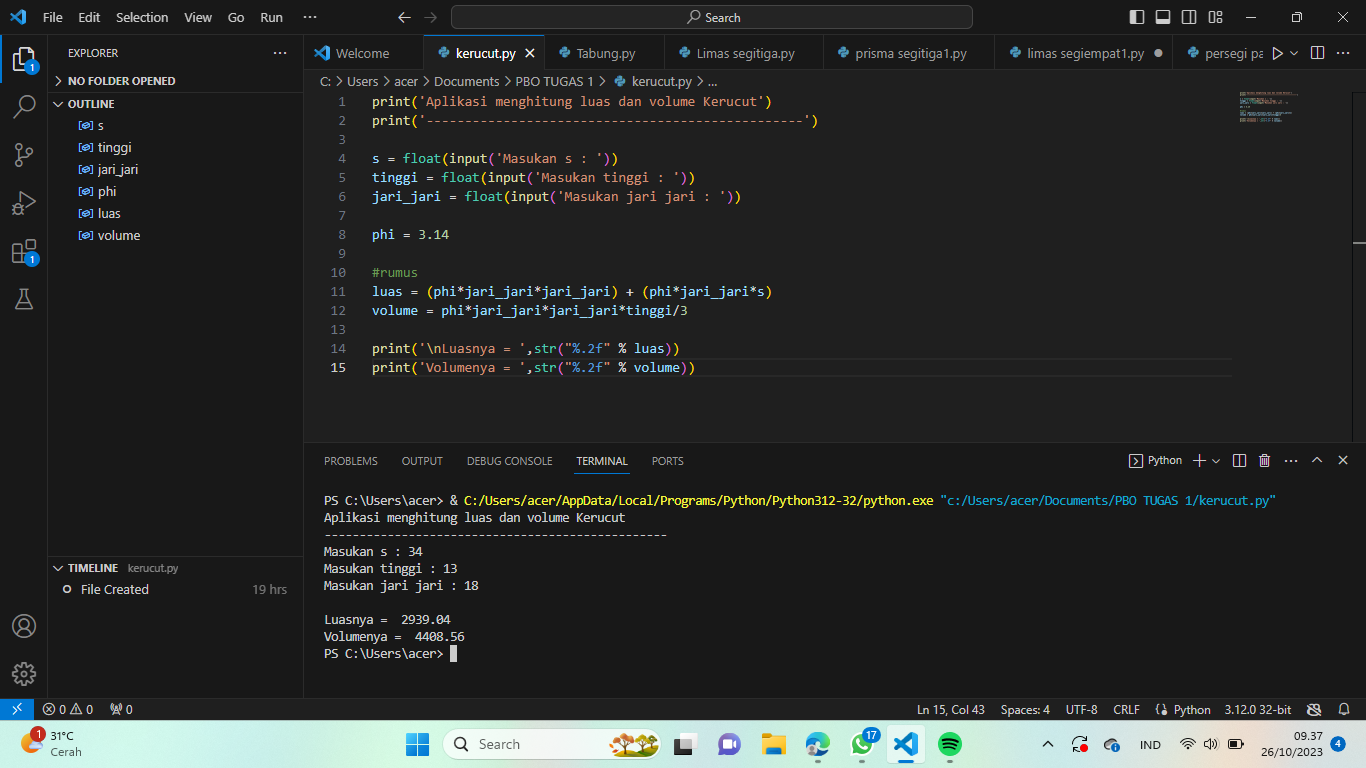 File Edit Selection View Go Run ··· Search
EXPLORER ···
Welcome kerucut.py Tabung.py Limas segitiga.py prisma segitiga1.py limas segiempat1.py persegi pa ···
NO FOLDER OPENED
OUTLINE
s
tinggi
jari_jari
phi
luas
volume
TIMELINE kerucut.py
File Created 19 hrs
1
1
C: > Users > acer > Documents > PBO TUGAS 1 > kerucut.py > ...
1 print('Aplikasi menghitung luas dan volume Kerucut')
2 print('-------------------------------------------------')
3
4 s = float(input('Masukan s : '))
5 tinggi = float(input('Masukan tinggi : '))
6 jari_jari = float(input('Masukan jari jari : '))
7
8 phi = 3.14
9
10 #rumus
11 luas = (phi*jari_jari*jari_jari) + (phi*jari_jari*s)
12 volume = phi*jari_jari*jari_jari*tinggi/3
13
14 print('\nLuasnya = ',str("%.2f" % luas))
15 print('Volumenya = ',str("%.2f" % volume))
PROBLEMS OUTPUT DEBUG CONSOLE TERMINAL PORTS Python ···
PS C:\Users\acer> & C:/Users/acer/AppData/Local/Programs/Python/Python312-32/python.exe "c:/Users/acer/Documents/PBO TUGAS 1/kerucut.py"
Aplikasi menghitung luas dan volume Kerucut
-------------------------------------------------
Masukan s : 34
Masukan tinggi : 13
Masukan jari jari : 18
Luasnya =  2939.04
Volumenya =  4408.56
PS C:\Users\acer>
0 0 0 Ln 15, Col 43 Spaces: 4 UTF-8 CRLF Python 3.12.0 32-bit
1 31°C
Cerah
Search
17
IND
09.37
26/10/2023
4